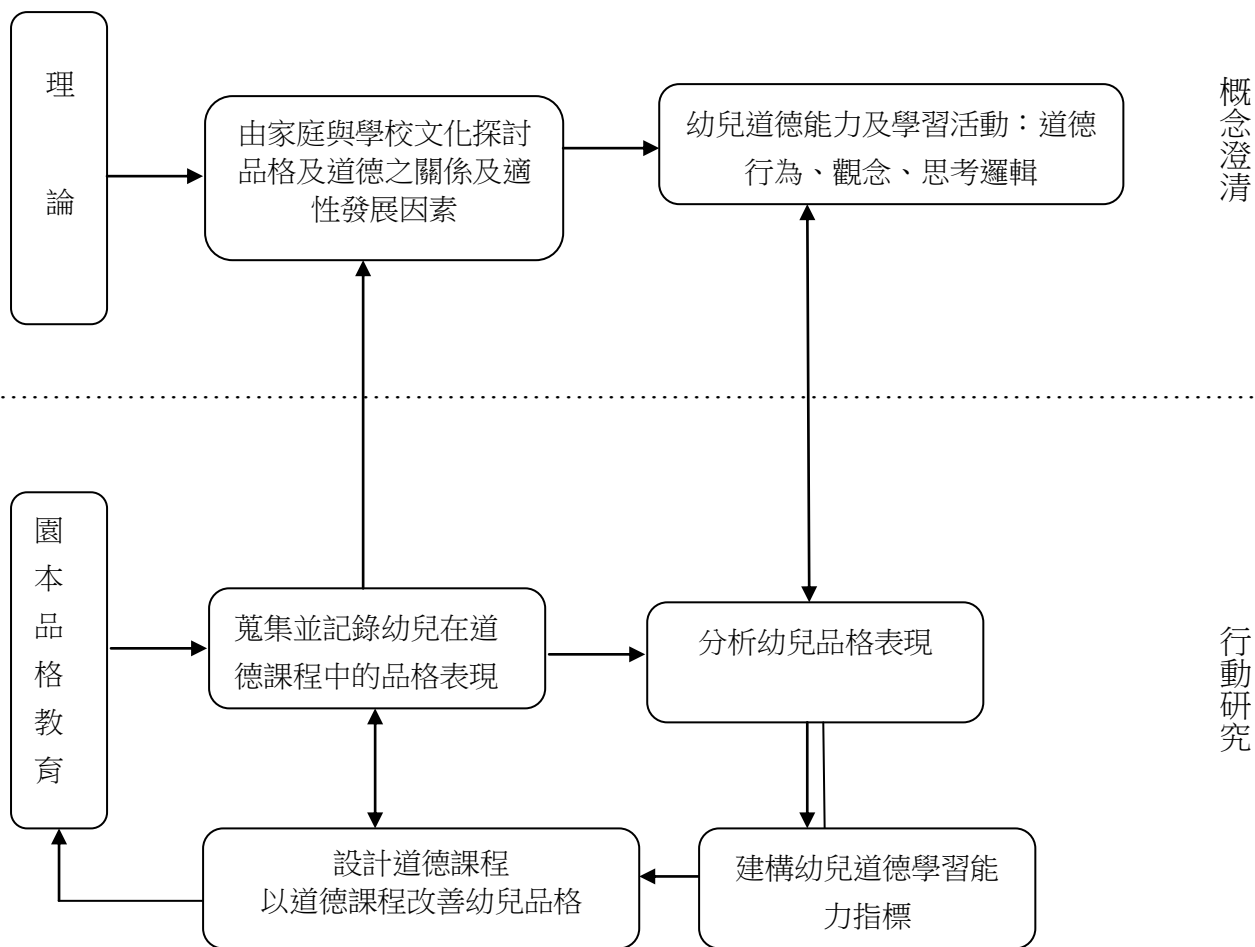 理論
由家庭與學校文化探討
品格及道德之關係及適
性發展因素
幼兒道德能力及學習活動：道德
行為、觀念、思考邏輯
概念澄清
園本品格教育
蒐集並記錄幼兒在道
德課程中的品格表現
分析幼兒品格表現
行動研究
設計道德課程
以道德課程改善幼兒品格
建構幼兒道德學習能
力指標